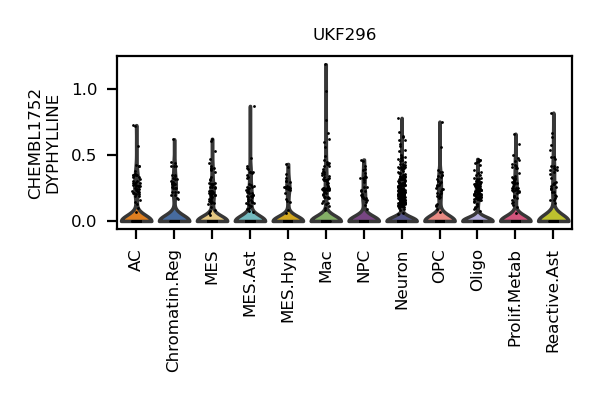 UKF296
CHEMBL1752
DYPHYLLINE
1.0
0.5
0.0
AC
Chromatin.Reg
MES
MES.Ast
MES.Hyp
Mac
NPC
Neuron
OPC
Oligo
Prolif.Metab
Reactive.Ast